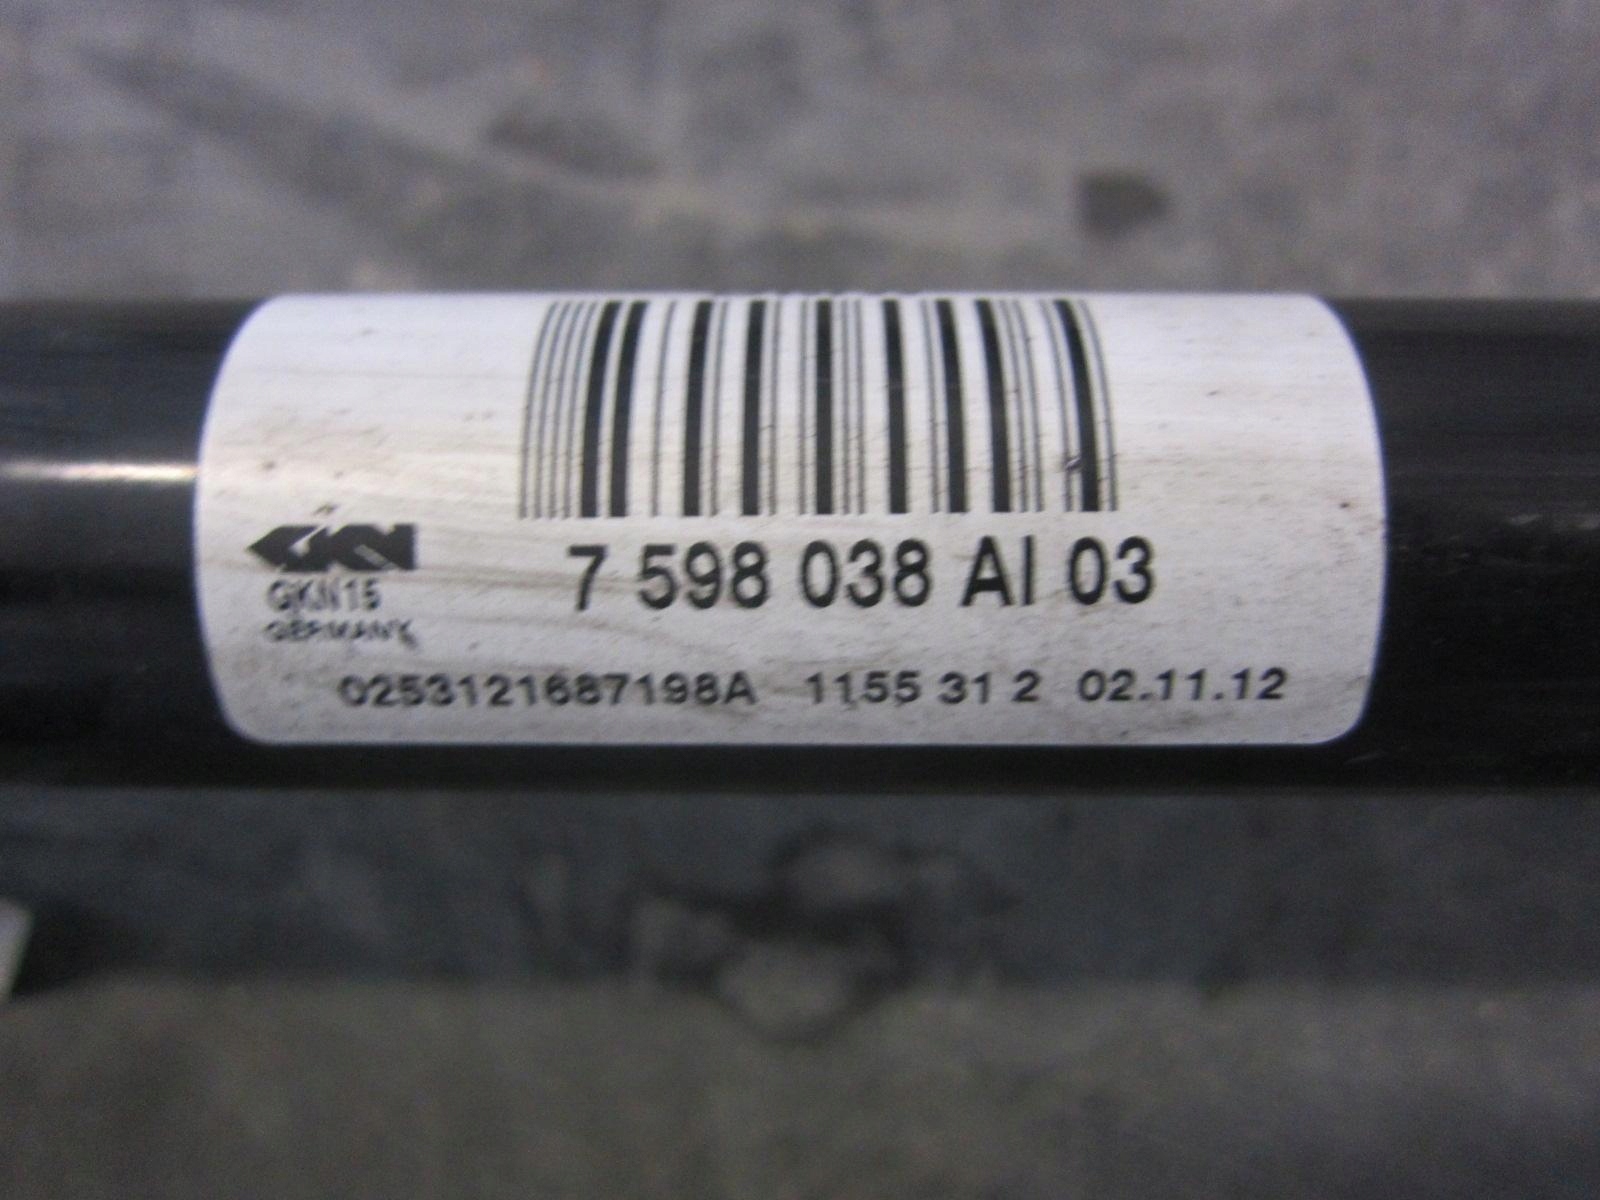 GKN
7 598 038 AI 03
GKN15
GERMANY
0253121687198A 1155 31 2 02.11.12